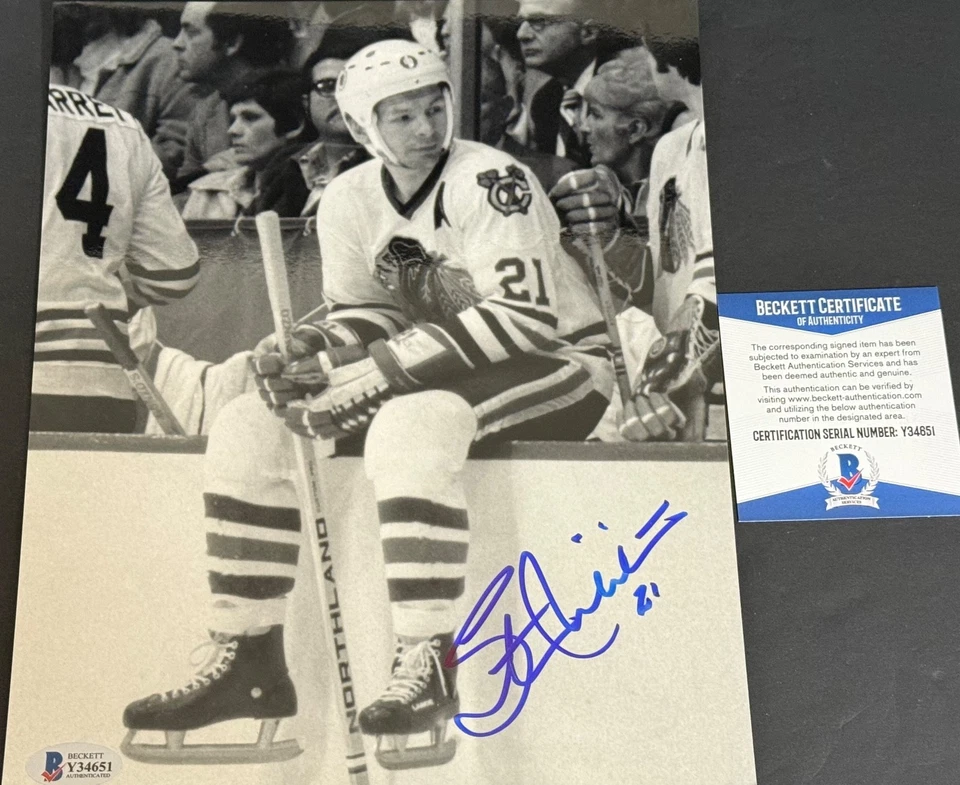 4
21
NORTHLAND
21
BECKETT
Y34651
AUTHENTICATED
BECKETT CERTIFICATE
OF AUTHENTICITY
The corresponding signed item has been
subjected to examination by an expert from
Beckett Authentication Services and has
been deemed authentic and genuine.
This authentication can be verified by
visiting www.beckett-authentication.com
and utilizing the below authentication
number in the designated area.
CERTIFICATION SERIAL NUMBER: Y34651
BECKETT
B
AUTHENTICATION
SERVICES